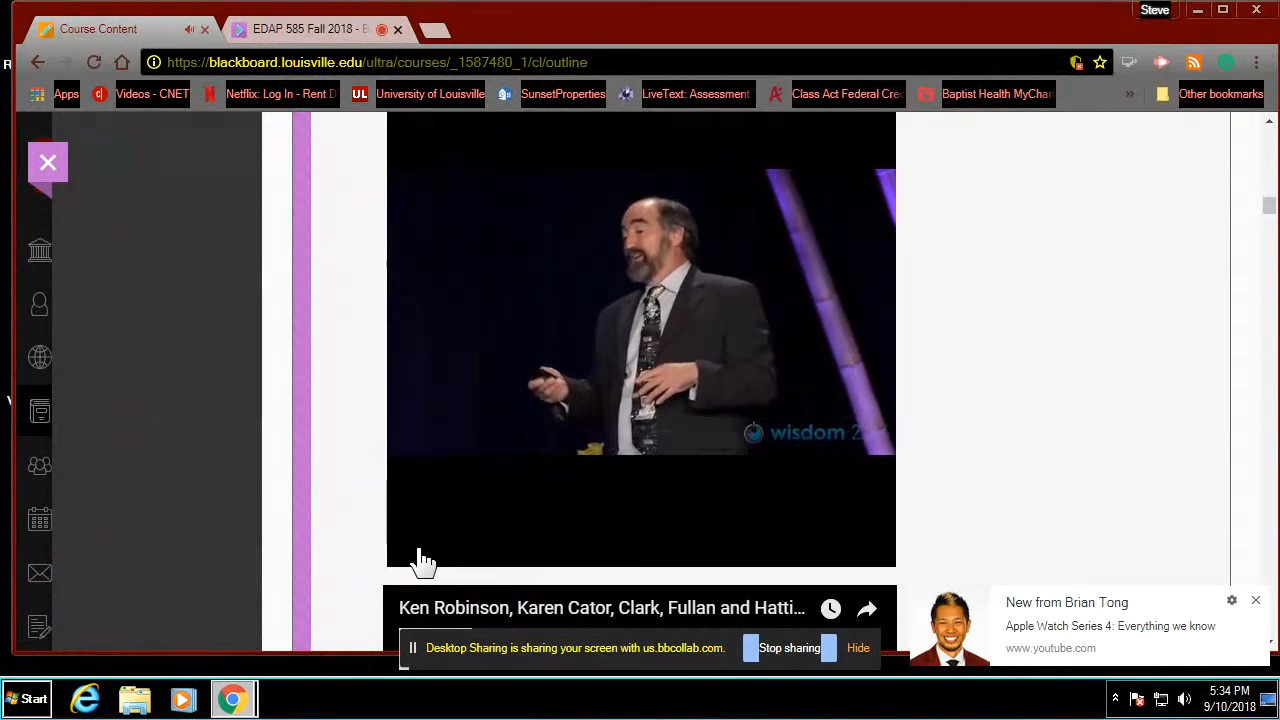 Steve
Course Content
EDAP 585 Fall 2018 -
https://blackboard.louisville.edu/ultra/courses/_1587480_1/cl/outline
Apps
Videos - CNET
Netflix: Log In - Rent D
UL University of Louisville
SunsetProperties
LiveText: Assessment
Class Act Federal Cre
Baptist Health MyChar
»
Other bookmarks
wisdom 2
Ken Robinson, Karen Cator, Clark, Fullan and Hatti...
Desktop Sharing is sharing your screen with us.bbcollab.com.
Stop sharing
Hide
New from Brian Tong
Apple Watch Series 4: Everything we know
www.youtube.com
Start
5:34 PM
9/10/2018